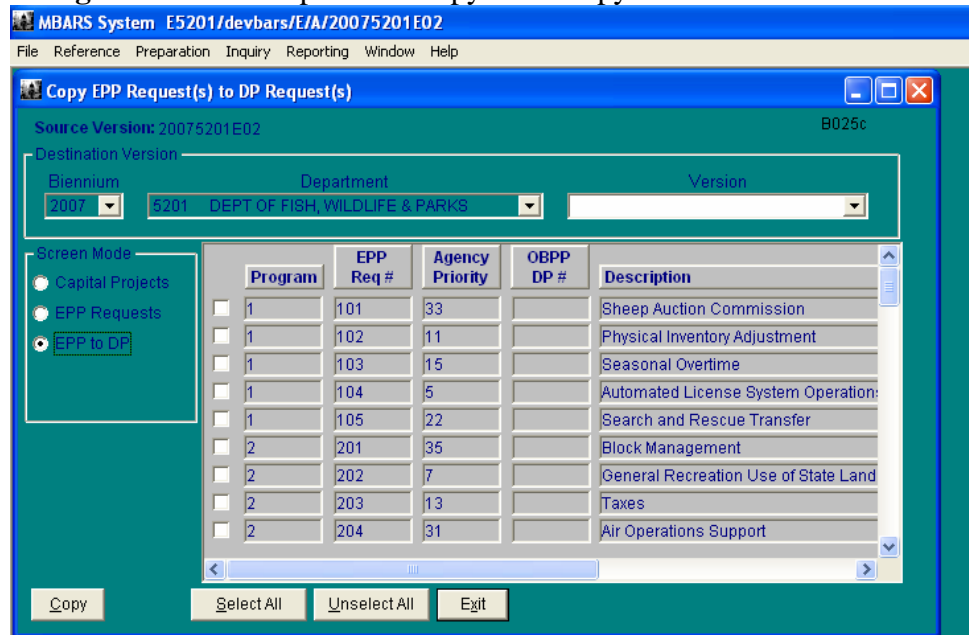 MBARS System E5201/devbars/E/A/20075201E02
File Reference Preparation Inquiry Reporting Window Help
Copy EPP Request(s) to DP Request(s)
Source Version: 20075201E02 B025c
Destination Version
Biennium Department Version
2007 5201 DEPT OF FISH, WILDLIFE & PARKS
Screen Mode
Capital Projects
EPP Requests
EPP to DP
Program EPP Req # Agency Priority OBPP DP # Description
1 101 33 Sheep Auction Commission
1 102 11 Physical Inventory Adjustment
1 103 15 Seasonal Overtime
1 104 5 Automated License System Operation
1 105 22 Search and Rescue Transfer
2 201 35 Block Management
2 202 7 General Recreation Use of State Land
2 203 13 Taxes
2 204 31 Air Operations Support
Copy Select All Unselect All Exit